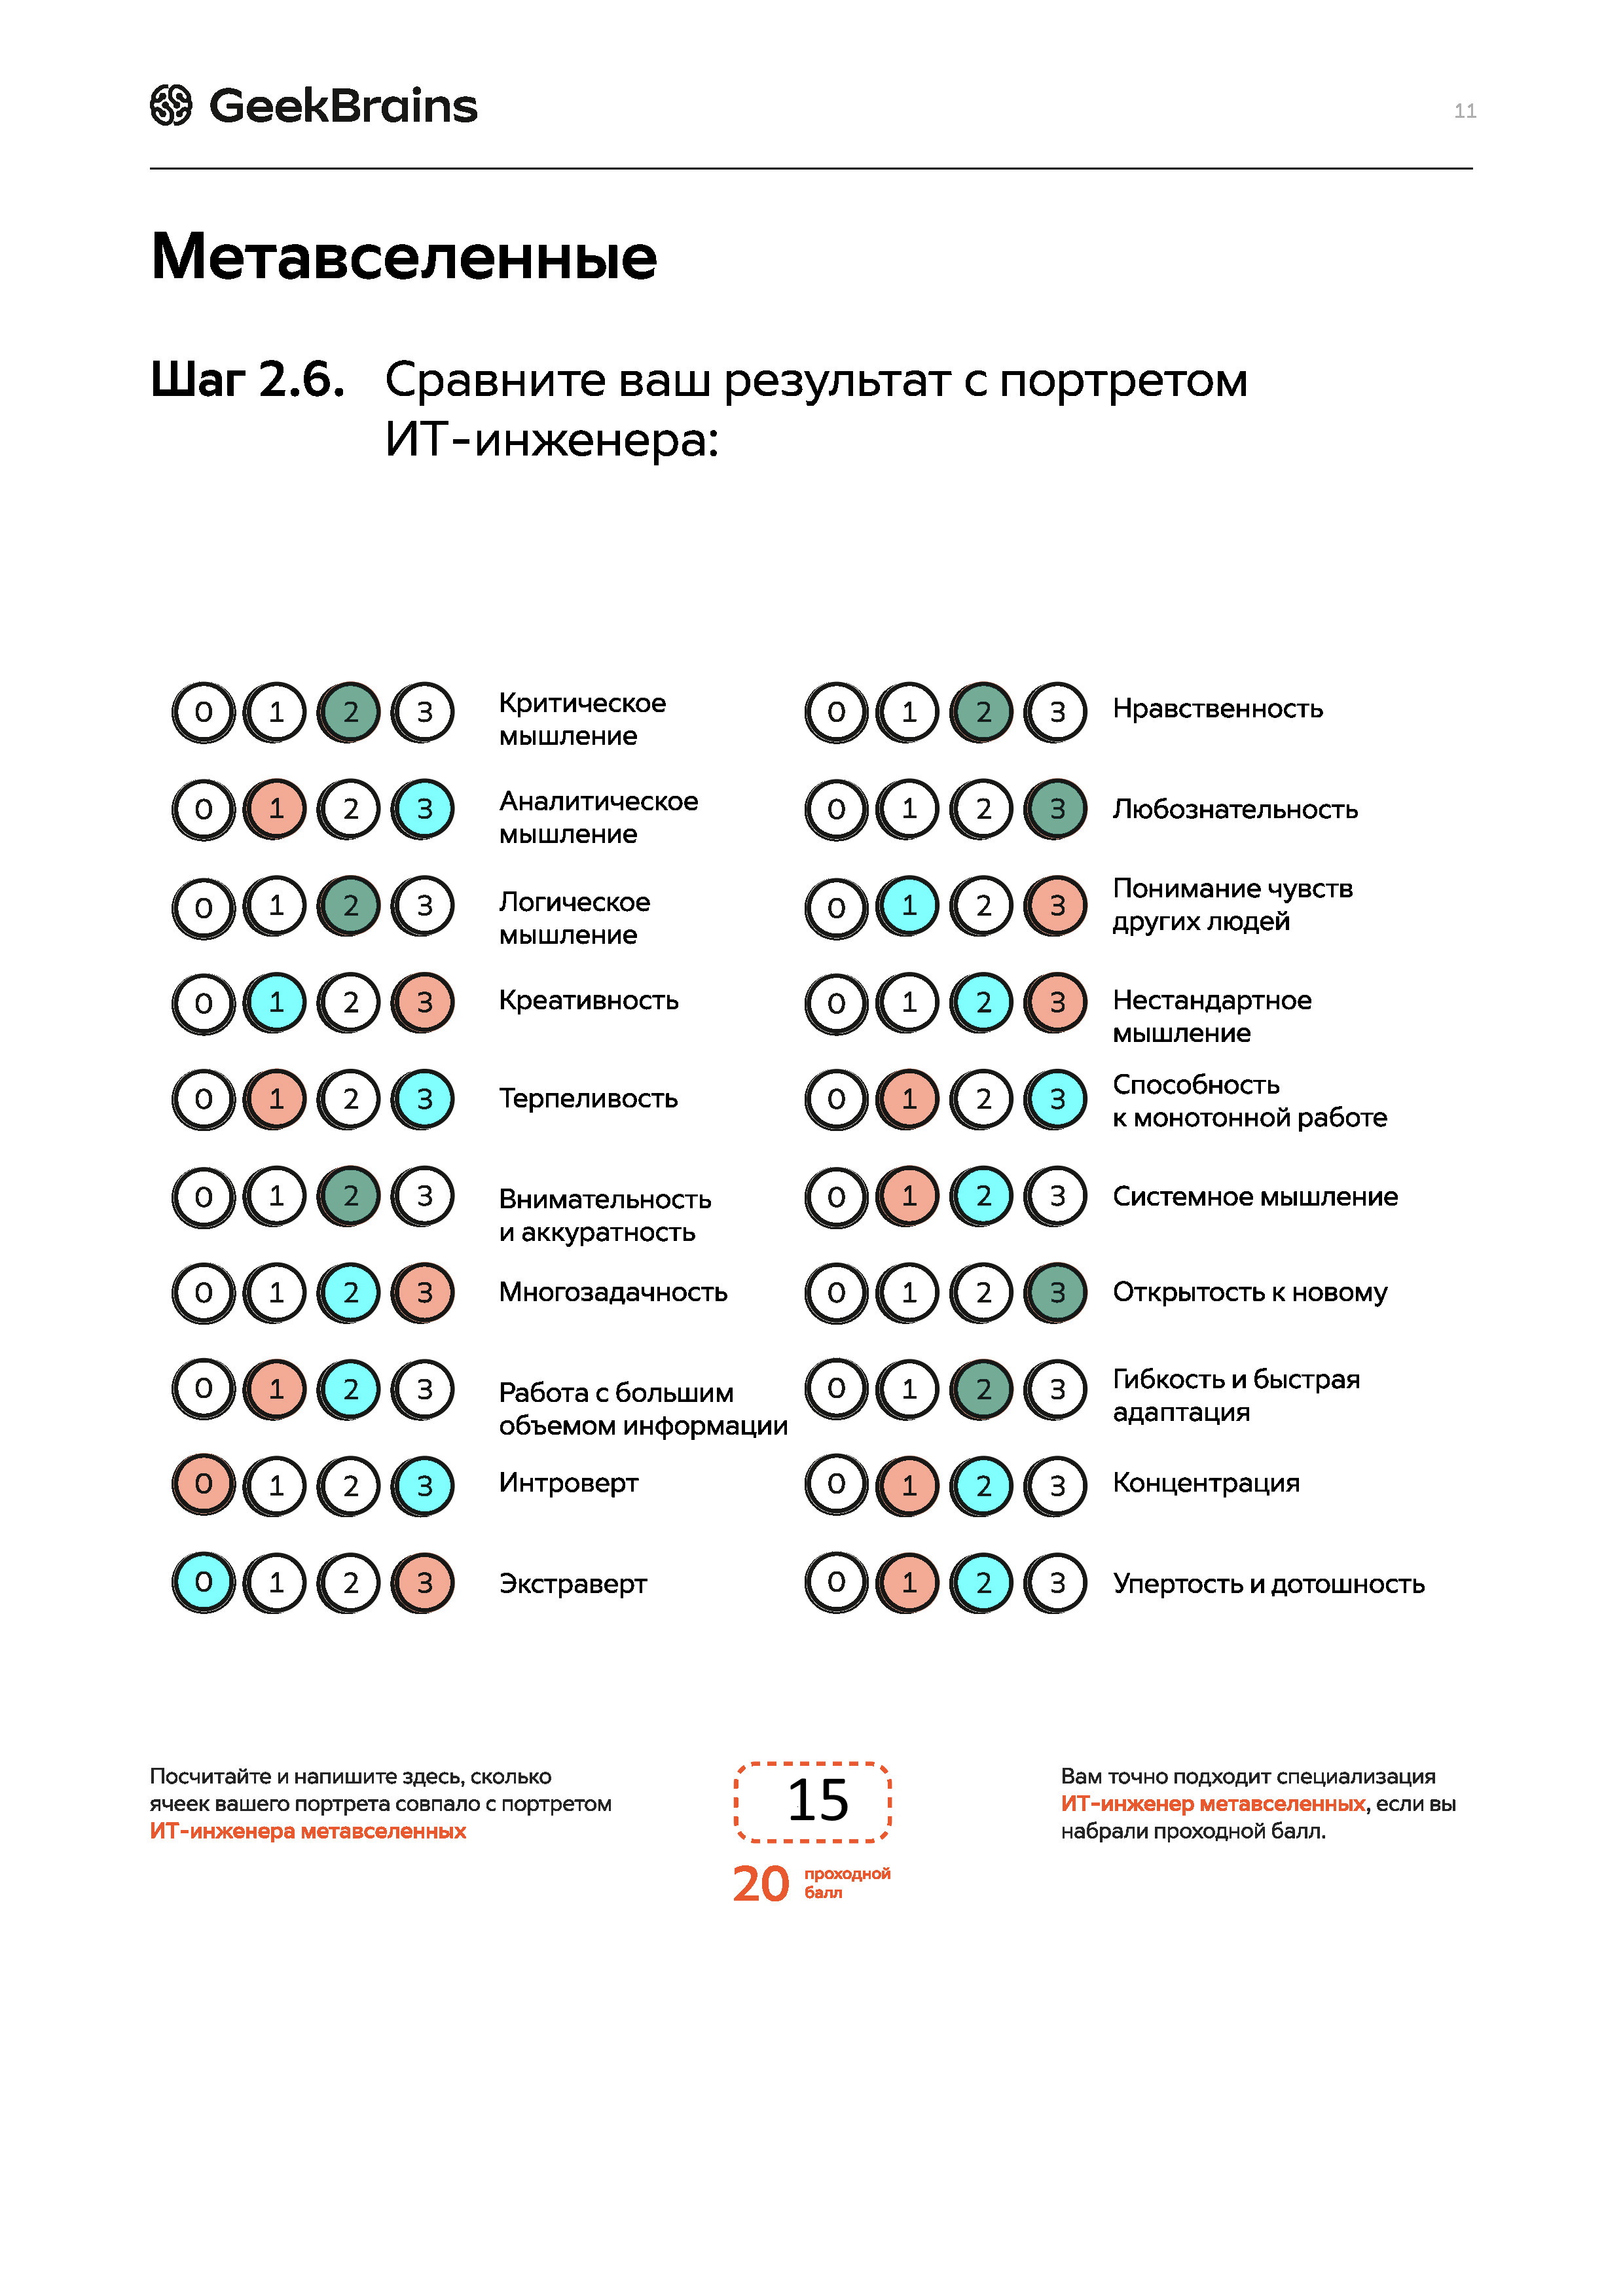 GeekBrains
11
Метавселенные
Шаг 2.6. Сравните ваш результат с портретом
ИТ-инженера:
0 1 2 3 Критическое
мышление
0 1 2 3 Аналитическое
мышление
0 1 2 3 Логическое
мышление
0 1 2 3 Креативность
0 1 2 3 Терпеливость
0 1 2 3 Внимательность
и аккуратность
0 1 2 3 Многозадачность
0 1 2 3 Работа с большим
объемом информации
0 1 2 3 Интроверт
0 1 2 3 Экстраверт
0 1 2 3 Нравственность
0 1 2 3 Любознательность
0 1 2 3 Понимание чувств
других людей
0 1 2 3 Нестандартное
мышление
0 1 2 3 Способность
к монотонной работе
0 1 2 3 Системное мышление
0 1 2 3 Открытость к новому
0 1 2 3 Гибкость и быстрая
адаптация
0 1 2 3 Концентрация
0 1 2 3 Упертость и дотошность
Посчитайте и напишите здесь, сколько
ячеек вашего портрета совпало с портретом
ИТ-инженера метавселенных
15
20 проходной
балл
Вам точно подходит специализация
ИТ-инженер метавселенных, если вы
набрали проходной балл.